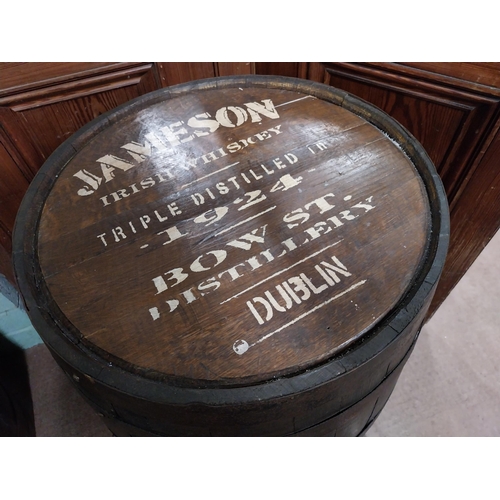 JAMESON
IRISH WHISKEY
TRIPLE DISTILLED IN
-1924-
BOW ST.
DISTILLERY
DUBLIN